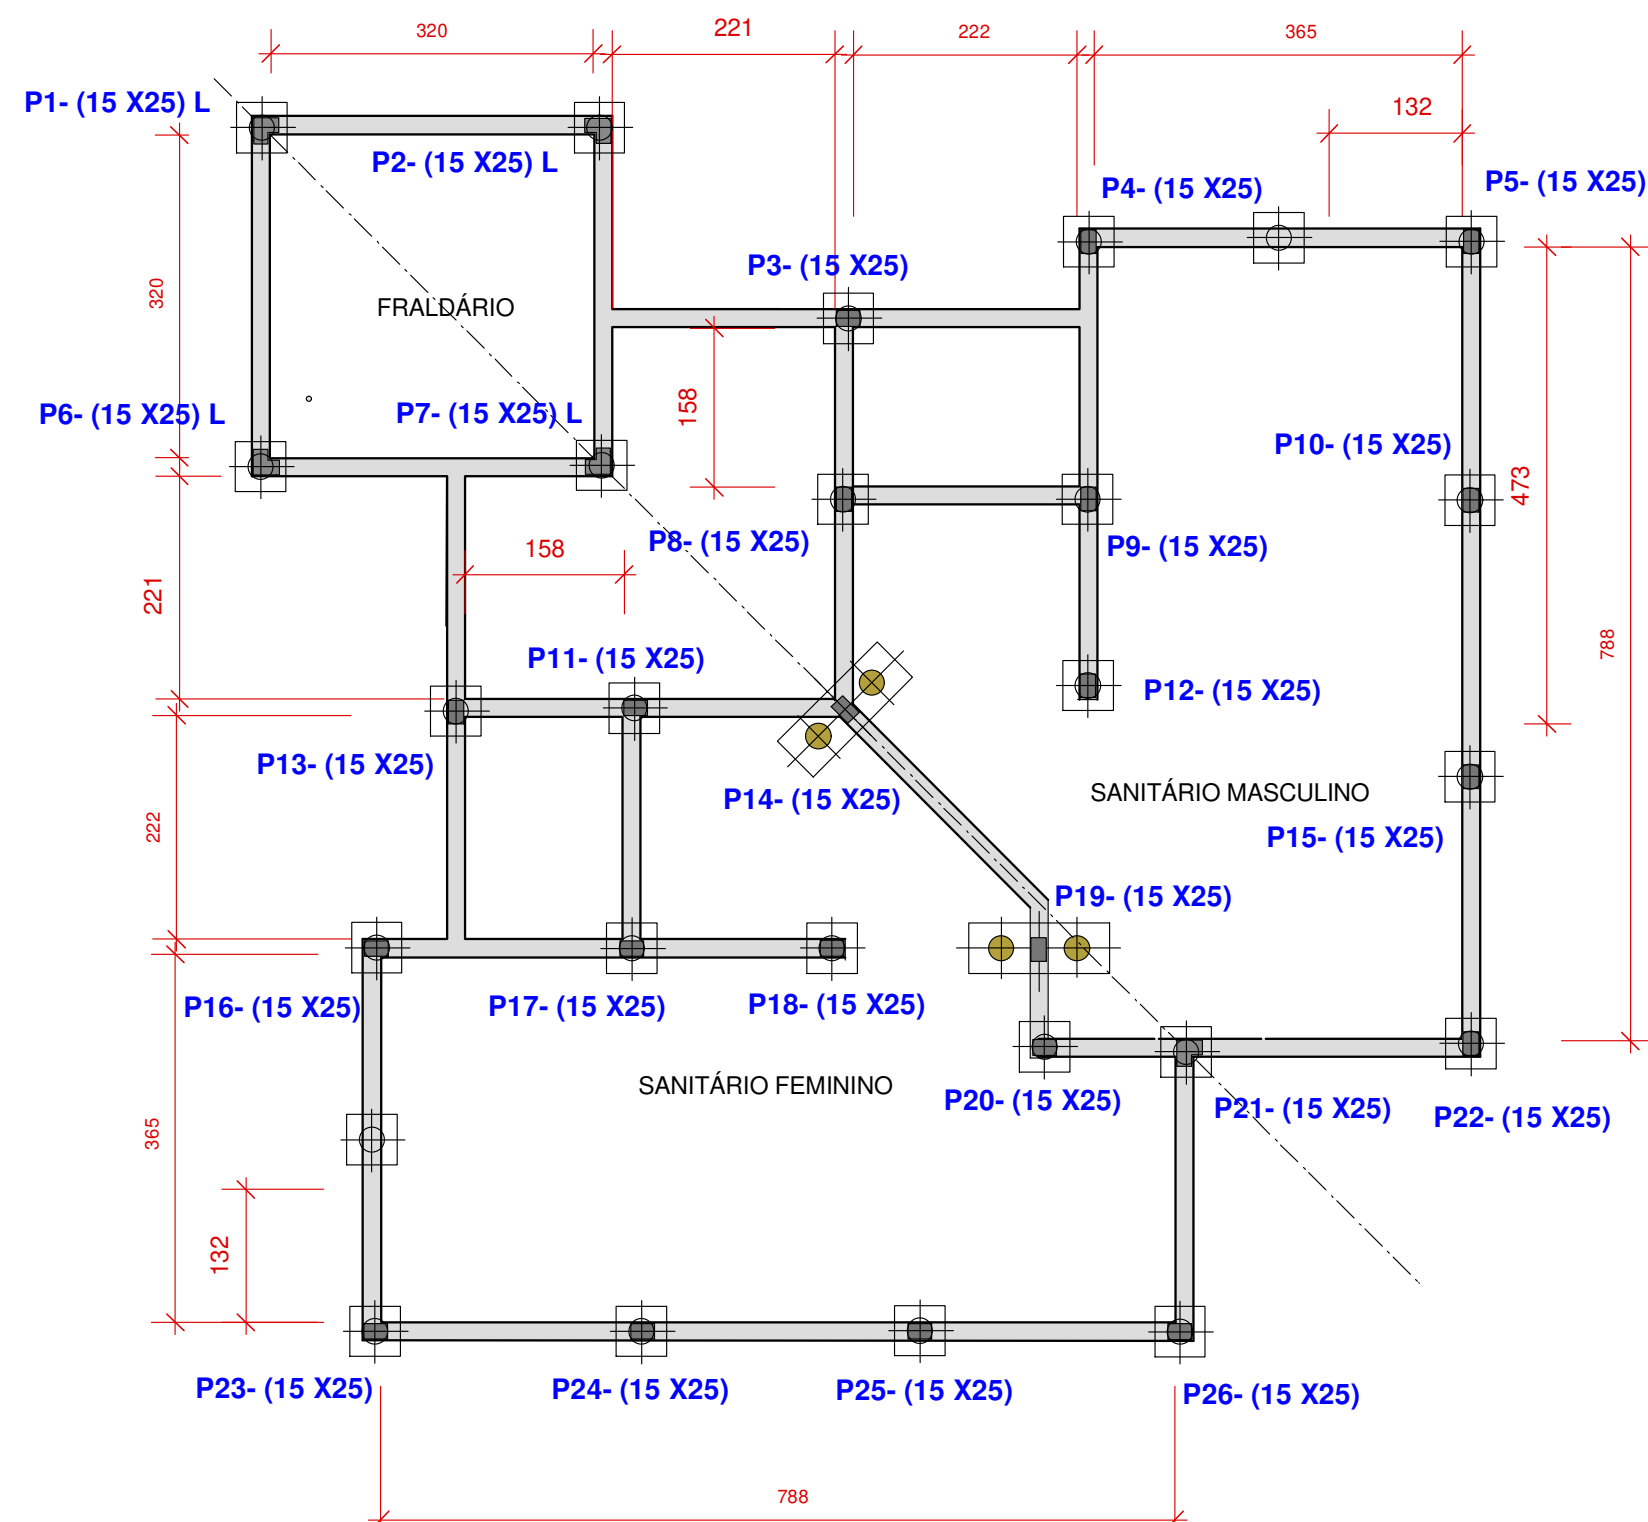 320
221
222
365
P1- (15 X25) L
132
P2- (15 X25) L
P4- (15 X25)
P5- (15 X25)
P3- (15 X25)
320
FRALDÁRIO
158
P6- (15 X25) L
P7- (15 X25) L
P10- (15 X25)
473
158
P8- (15 X25)
P9- (15 X25)
221
788
P11- (15 X25)
P12- (15 X25)
P13- (15 X25)
P14- (15 X25)
SANITÁRIO MASCULINO
222
P15- (15 X25)
P19- (15 X25)
P16- (15 X25)
P17- (15 X25)
P18- (15 X25)
SANITÁRIO FEMININO
P20- (15 X25)
P21- (15 X25)
P22- (15 X25)
365
132
P23- (15 X25)
P24- (15 X25)
P25- (15 X25)
P26- (15 X25)
788